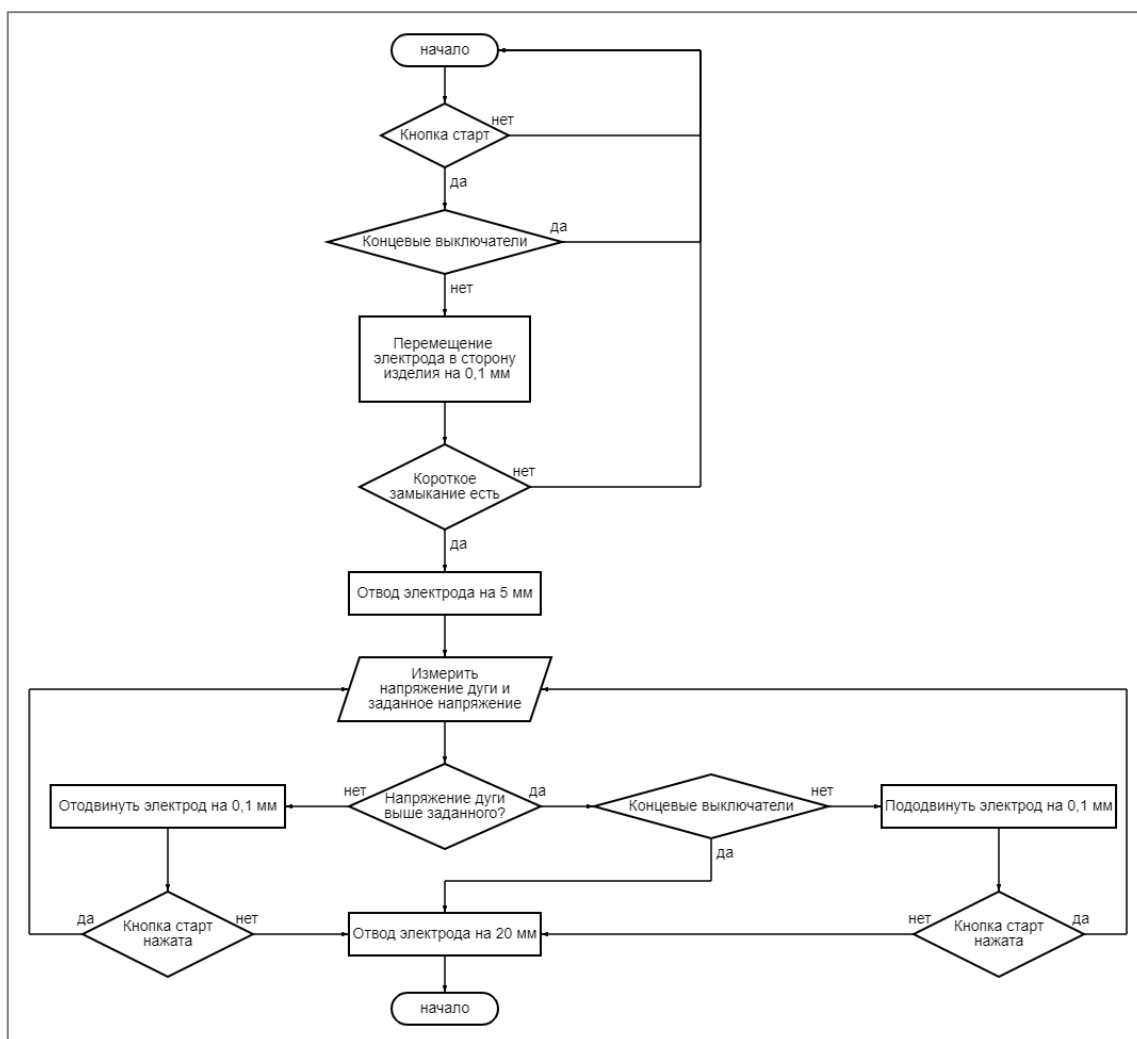 начало
Кнопка старт
нет
да
Концевые выключатели
да
нет
Перемещение
электрода в сторону
изделия на 0,1 мм
Короткое
замыкание есть
нет
да
Отвод электрода на 5 мм
Измерить
напряжение дуги и
заданное напряжение
Напряжение дуги
выше заданного?
нет
да
Отодвинуть электрод на 0,1 мм
Концевые выключатели
нет
да
Пододвинуть электрод на 0,1 мм
Кнопка старт
нажата
да
нет
Отвод электрода на 20 мм
Кнопка старт
нажата
нет
да
начало